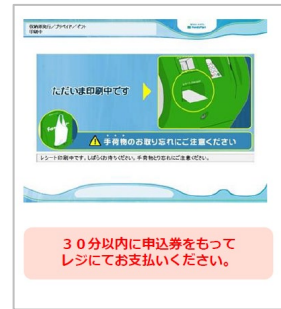 印刷中
ただいま印刷中です
手荷物のお取り忘れにご注意ください
レシート印刷中です。しばらくお待ちください。手荷物とり忘れにご注意ください。
30分以内に申込券をもって
レジにてお支払いください。